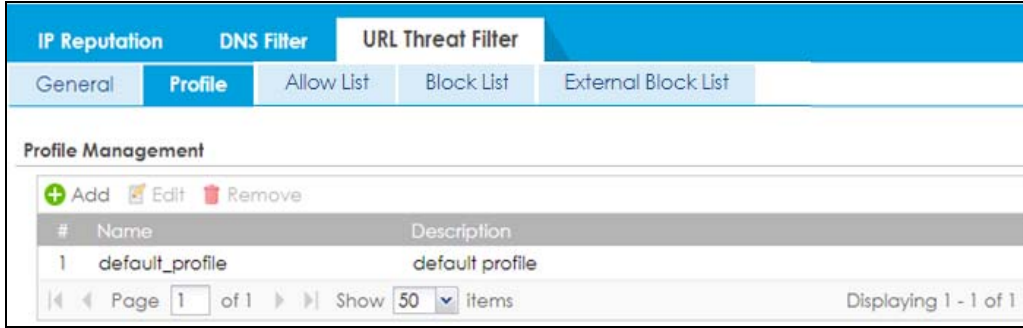 IP Reputation DNS Filter URL Threat Filter
General Profile Allow List Block List External Block List
Profile Management
Add Edit Remove
# Name Description
1 default_profile default profile
Page 1 of 1 Show 50 items Displaying 1 - 1 of 1